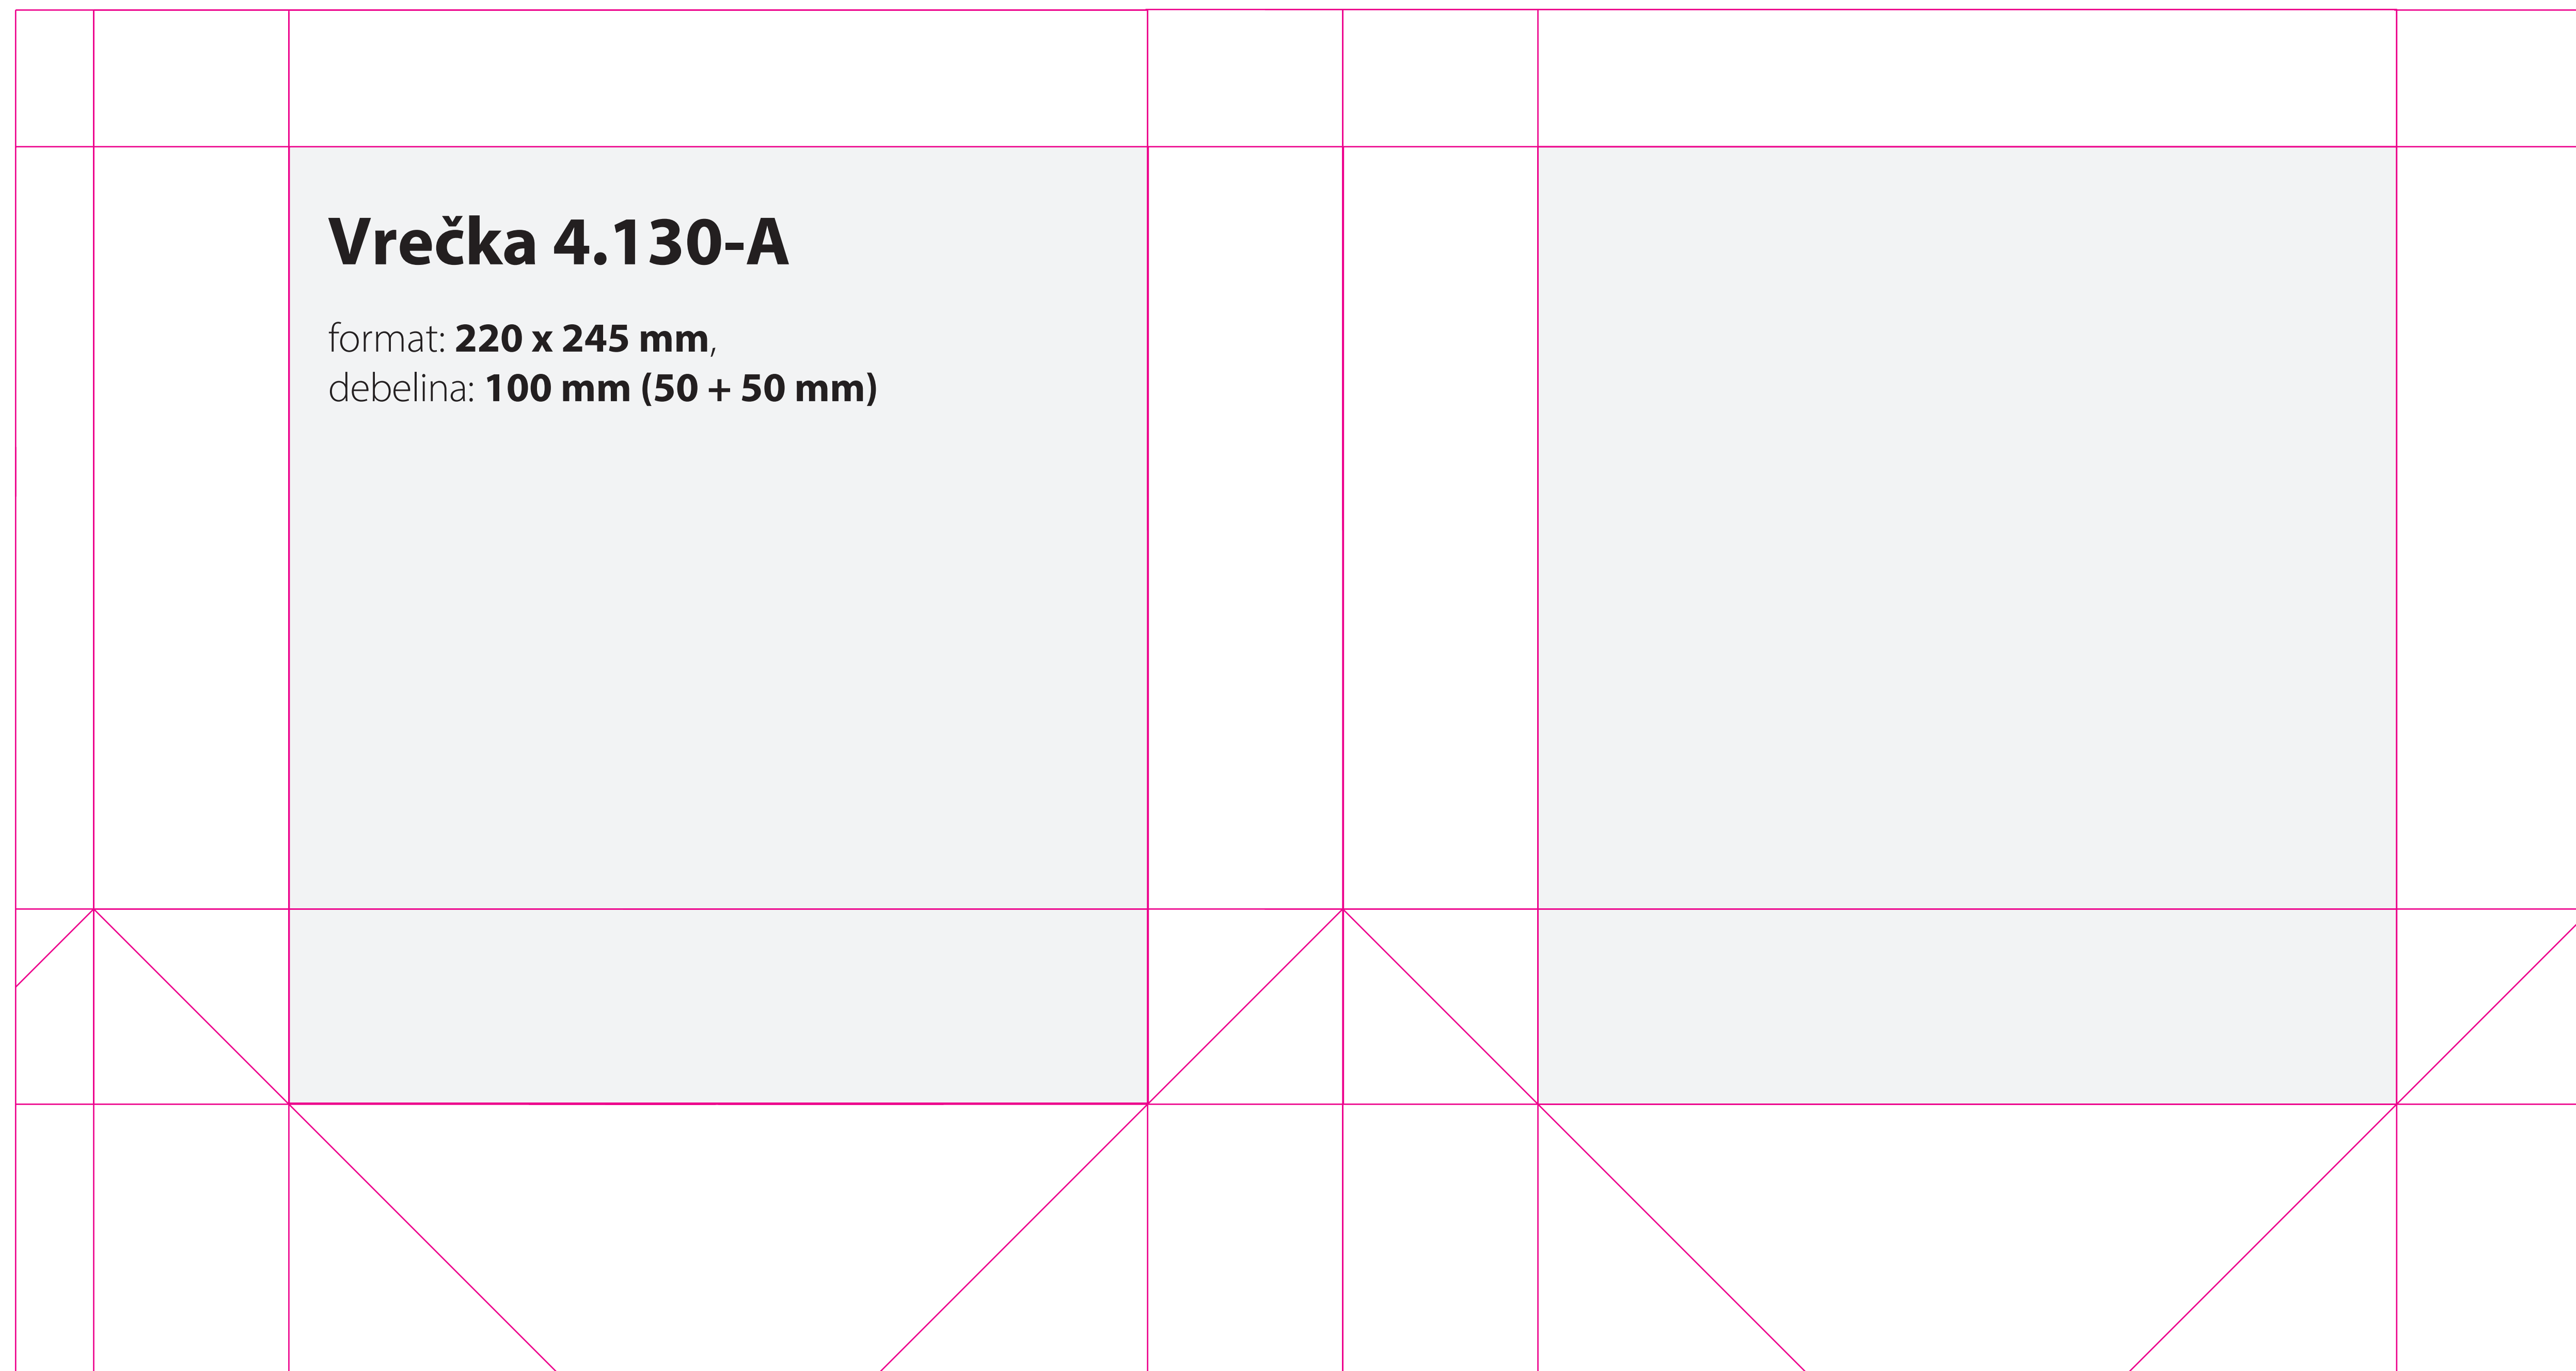 Vrečka 4.130-A
format: 220 x 245 mm,
debelina: 100 mm (50 + 50 mm)